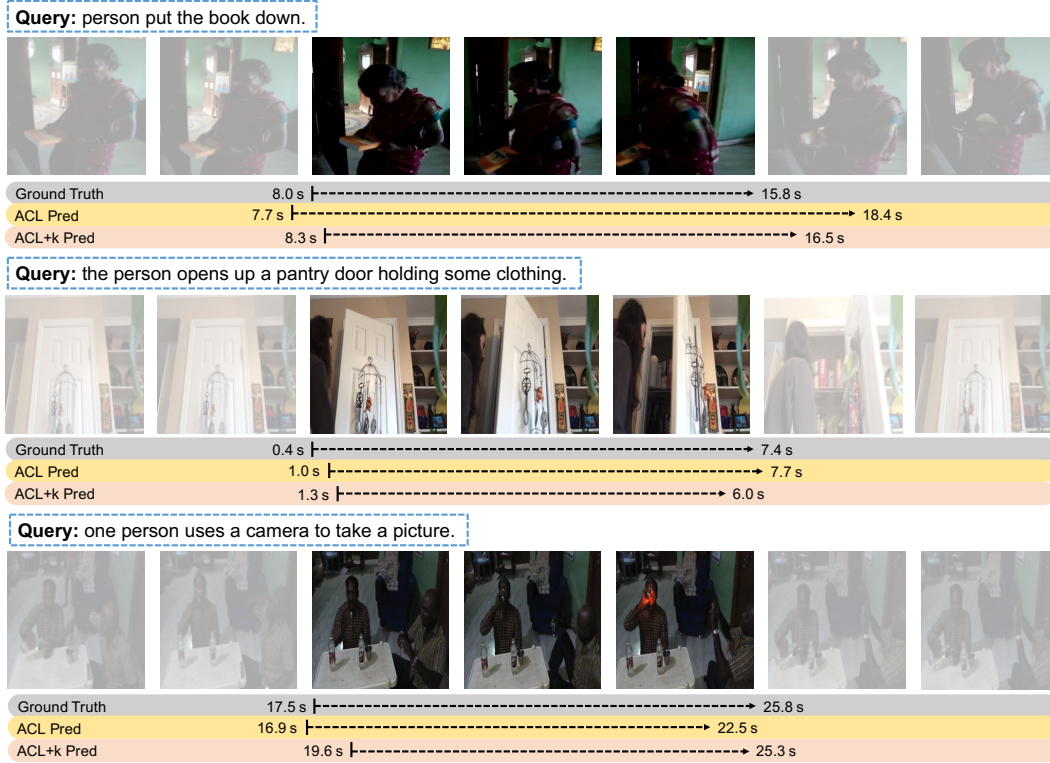 Query: person put the book down.
Ground Truth 8.0 s 15.8 s
ACL Pred 7.7 s 18.4 s
ACL+k Pred 8.3 s 16.5 s
Query: the person opens up a pantry door holding some clothing.
Ground Truth 0.4 s 7.4 s
ACL Pred 1.0 s 7.7 s
ACL+k Pred 1.3 s 6.0 s
Query: one person uses a camera to take a picture.
Ground Truth 17.5 s 25.8 s
ACL Pred 16.9 s 22.5 s
ACL+k Pred 19.6 s 25.3 s